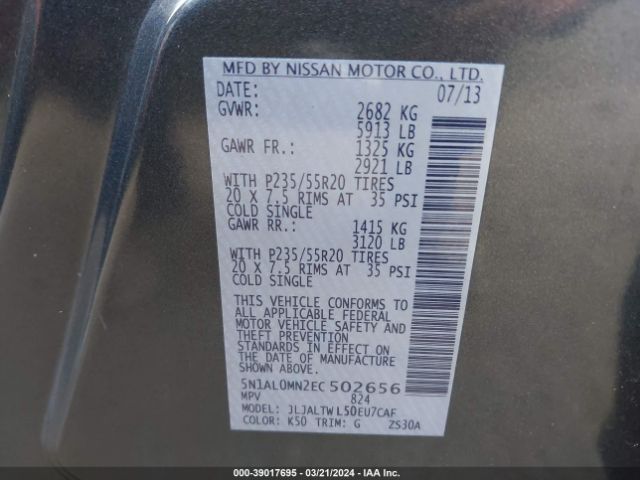 MFD BY NISSAN MOTOR CO., LTD.
DATE: 07/13
GVWR: 2682 KG
5913 LB
GAWR FR.: 1325 KG
2921 LB
WITH P235/55R20 TIRES
20 X 7.5 RIMS AT 35 PSI
COLD SINGLE
GAWR RR.: 1415 KG
3120 LB
WITH P235/55R20 TIRES
20 X 7.5 RIMS AT 35 PSI
COLD SINGLE
THIS VEHICLE CONFORMS TO
ALL APPLICABLE FEDERAL
MOTOR VEHICLE SAFETY AND
THEFT PREVENTION
STANDARDS IN EFFECT ON
THE DATE OF MANUFACTURE
SHOWN ABOVE.
5N1AL0MN2EC502656
MPV 824
MODEL: JLJALTWL50EU7CAF
COLOR: K50 TRIM: G ZS30A
000-39017695 - 03/21/2024 - IAAI.COM